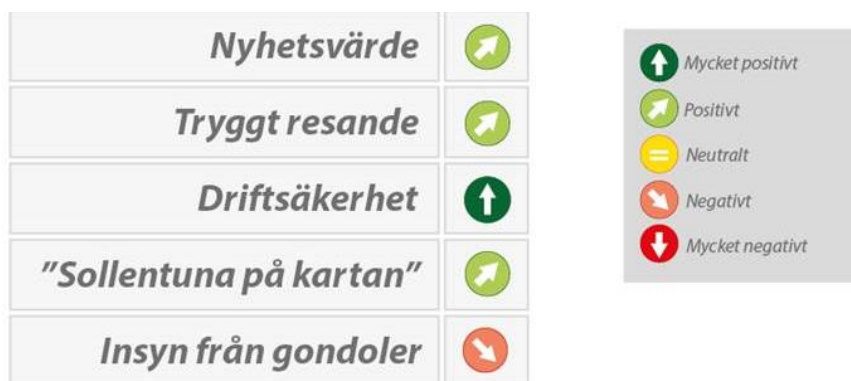 Nyhetsvärde
Tryggt resande
Driftsäkerhet
”Sollentuna på kartan”
Insyn från gondoler
Mycket positivt
Positivt
Neutralt
Negativt
Mycket negativt